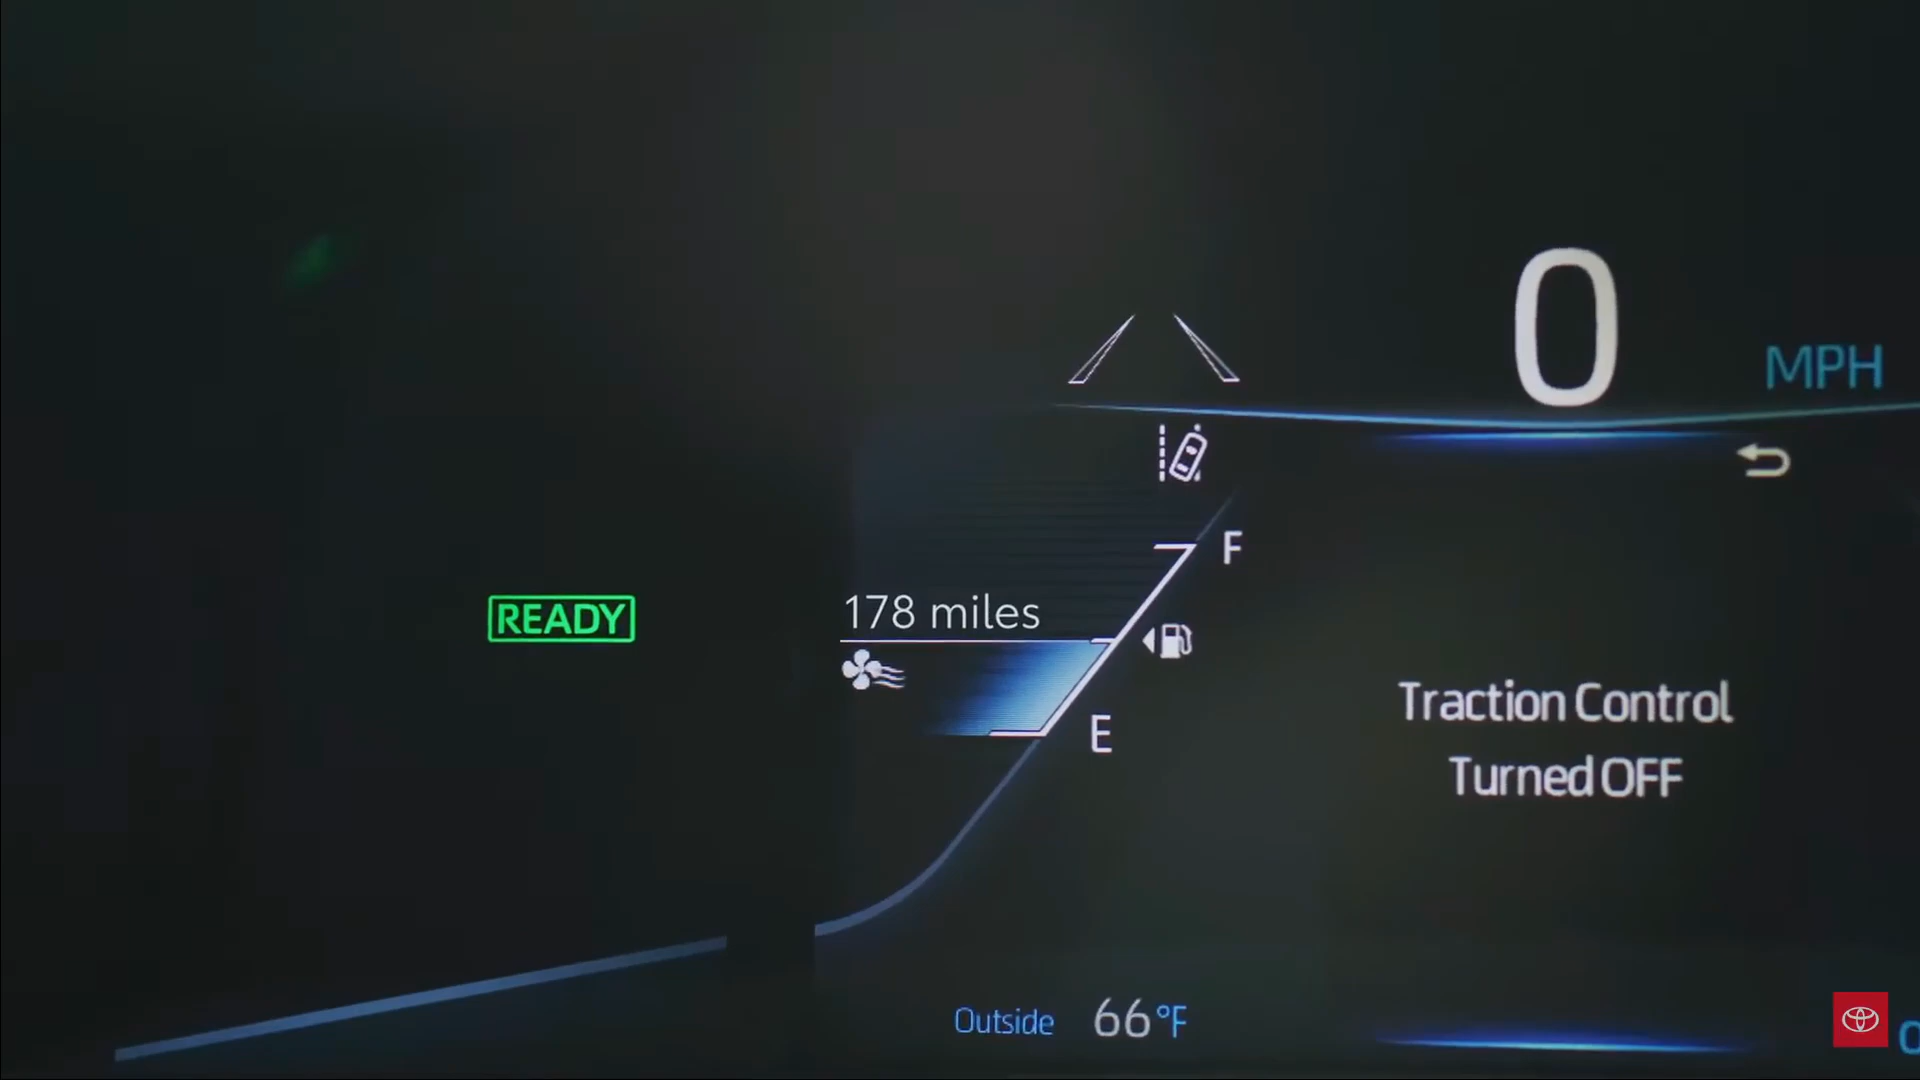 0
MPH
F
178 miles
READY
E
Traction Control
Turned OFF
Outside 66 °F